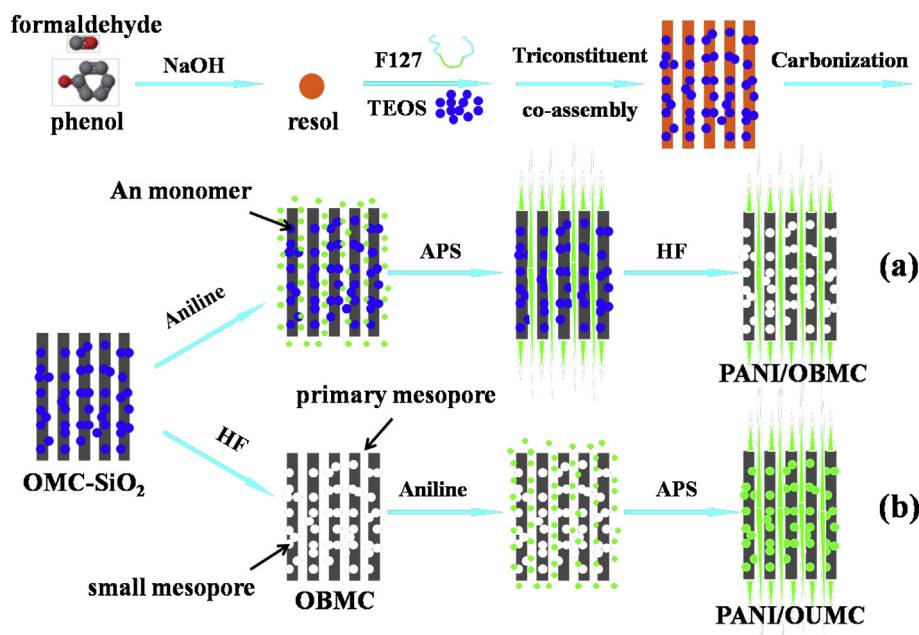 formaldehyde
phenol
NaOH
resol
F127
TEOS
Triconstituent
co-assembly
Carbonization
An monomer
Aniline
APS
HF
(a)
PANI/OBMC
OMC-SiO₂
HF
primary mesopore
small mesopore
OBMC
Aniline
APS
(b)
PANI/OUMC